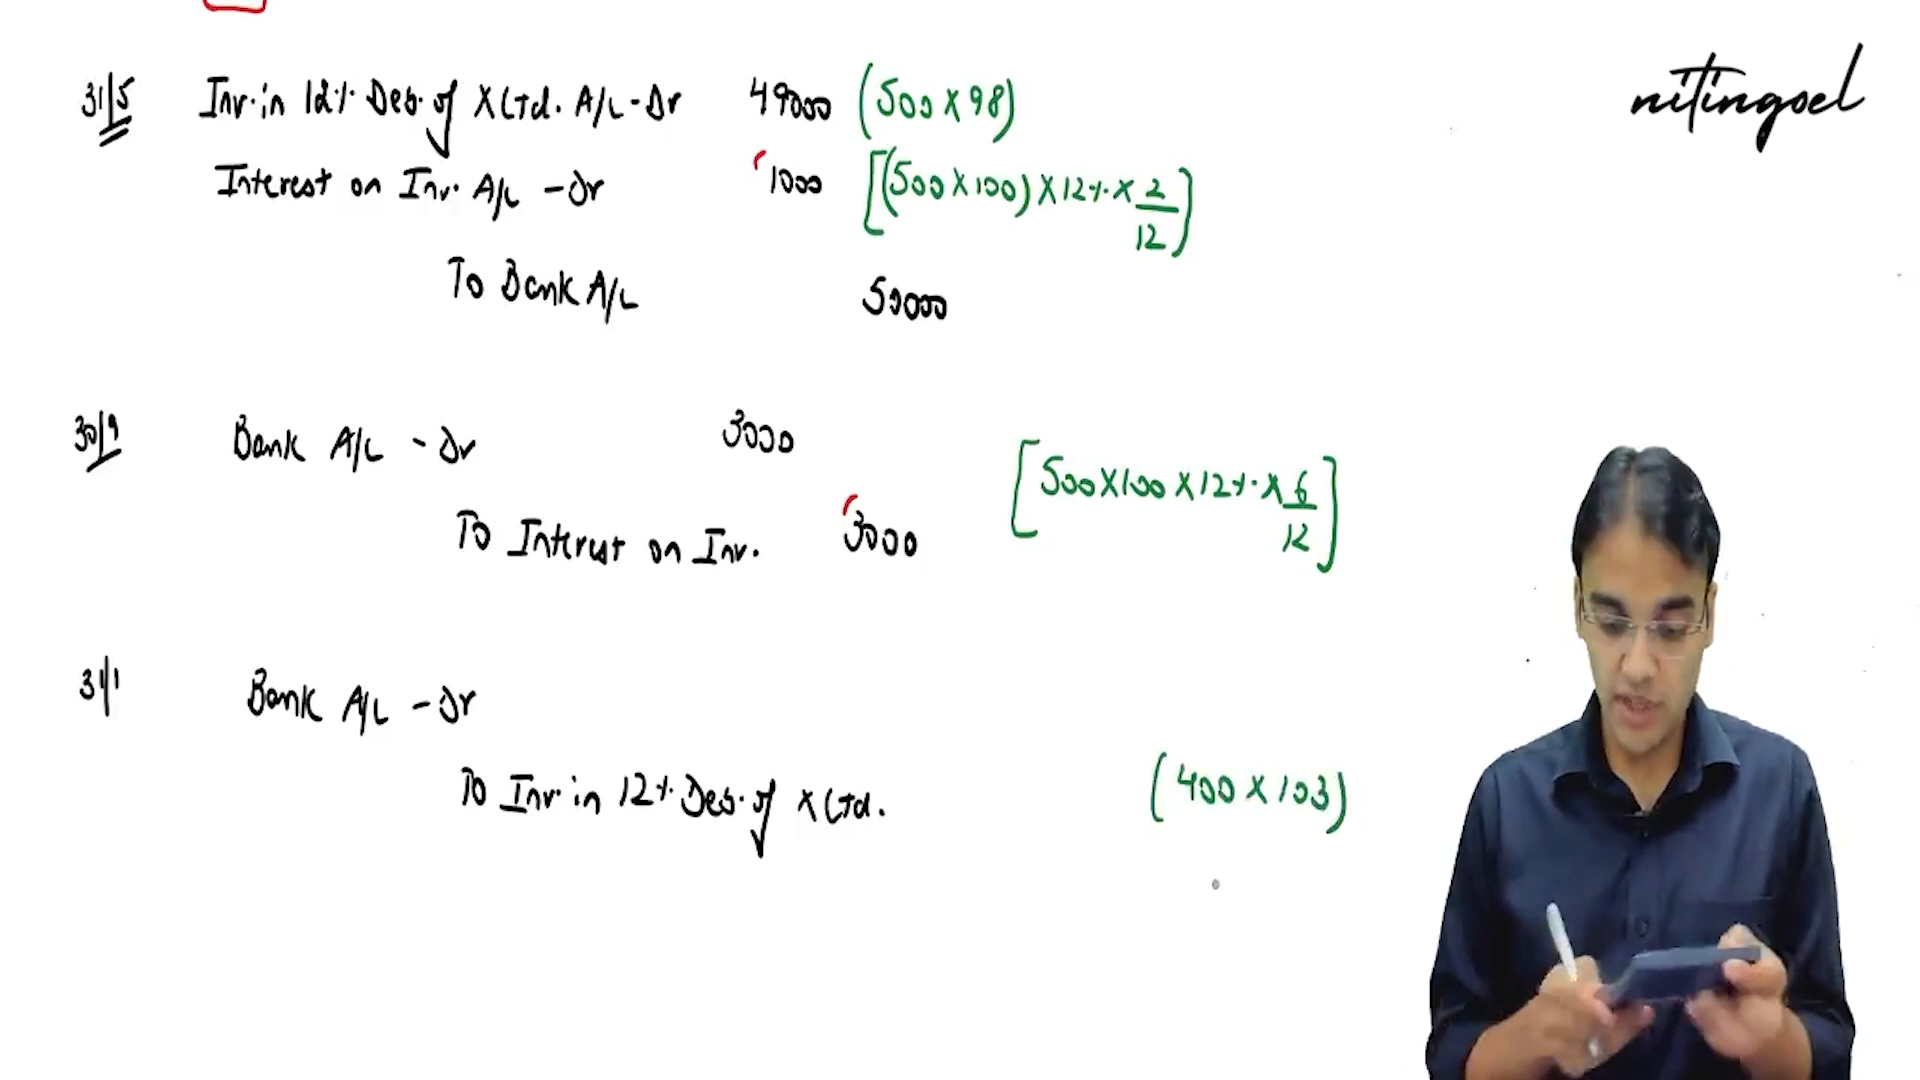 nitingoel
31/5 Inv. in 12% Deb. of X Ltd. A/c - Dr 49000 (500 X 98)
Interest on Inv. A/c - Dr 1000 [(500 X 100) X 12% X 2/12]
To Bank A/c 50000
30/9 Bank A/c - Dr 3000
To Interest on Inv. 3000 [500 X 100 X 12% X 6/12]
31/1 Bank A/c - Dr
To Inv. in 12% Deb. of X Ltd. (400 X 103)